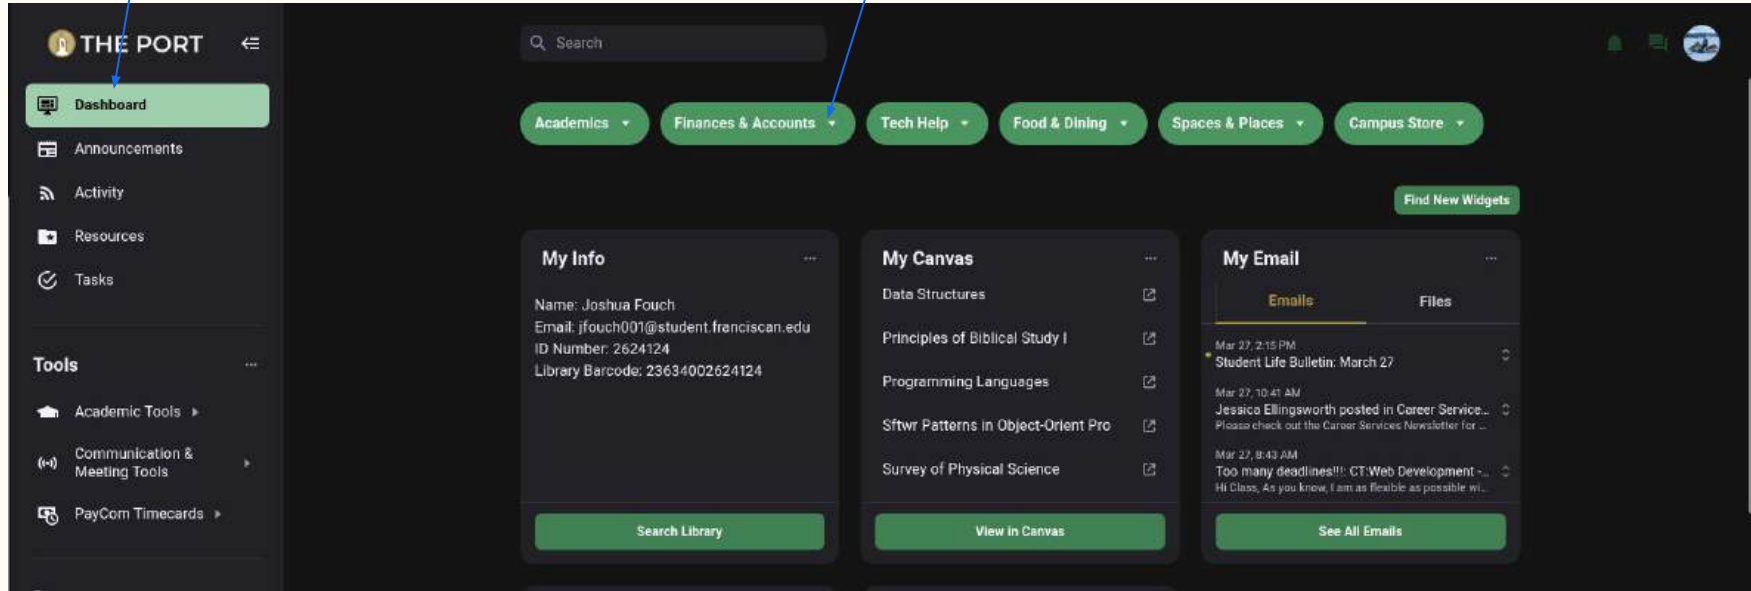 THE PORT
Search
Dashboard
Announcements
Activity
Resources
Tasks
Tools
Academic Tools
Communication &
Meeting Tools
PayCom Timecards
Academics
Finances & Accounts
Tech Help
Food & Dining
Spaces & Places
Campus Store
Find New Widgets
My Info
Name: Joshua Fouch
Email: jfouch001@student.franciscan.edu
ID Number: 2624124
Library Barcode: 23634002624124
Search Library
My Canvas
Data Structures
Principles of Biblical Study I
Programming Languages
Sftwr Patterns in Object-Orient Pro
Survey of Physical Science
View in Canvas
My Email
Emails
Files
Mar 27, 2:15 PM
Student Life Bulletin: March 27
Mar 27, 10:41 AM
Jessica Ellingsworth posted in Career Service...
Please check out the Career Services Newsletter for ...
Mar 27, 8:43 AM
Too many deadlines!!!: CT:Web Development -...
Hi Class, As you know, I am as flexible as possible wi...
See All Emails